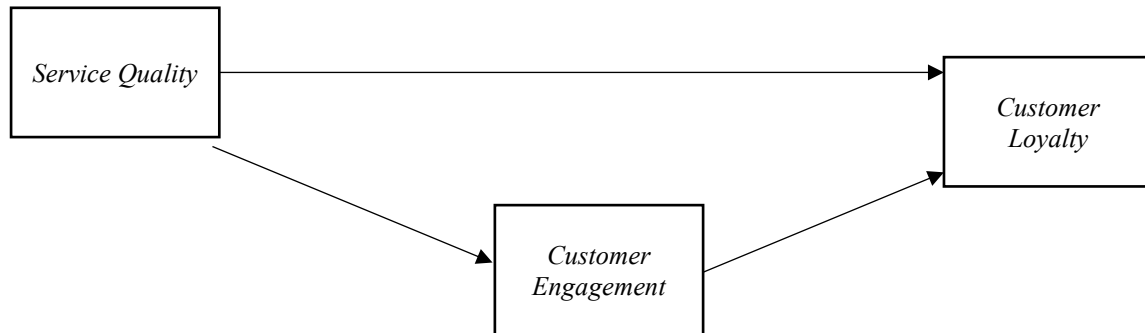 Service Quality
Customer
Loyalty
Customer
Engagement